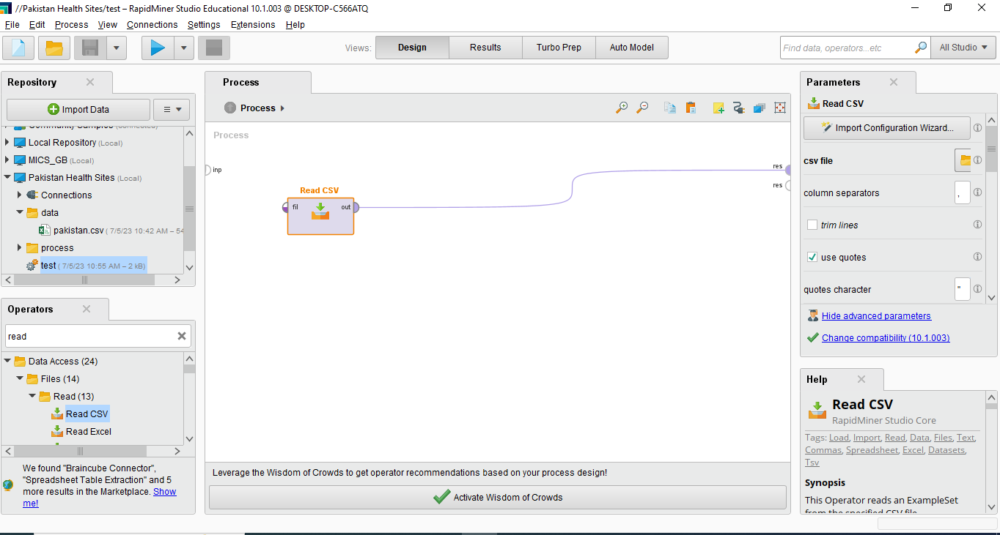 //Pakistan Health Sites/test – RapidMiner Studio Educational 10.1.003 @ DESKTOP-C566ATQ
File Edit Process View Connections Settings Extensions Help
Views: Design Results Turbo Prep Auto Model
Find data, operators...etc
All Studio
Repository
Import Data
Community Samples (connected)
Local Repository (Local)
MICS_GB (Local)
Pakistan Health Sites (Local)
Connections
data
pakistan.csv ( 7/5/23 10:42 AM – 54
process
test ( 7/5/23 10:55 AM – 2 kB)
Operators
read
Data Access (24)
Files (14)
Read (13)
Read CSV
Read Excel
We found "Braincube Connector",
"Spreadsheet Table Extraction" and 5
more results in the Marketplace. Show
me!
Process
Process
Process
inp
res
res
Read CSV
fil out
Leverage the Wisdom of Crowds to get operator recommendations based on your process design!
Activate Wisdom of Crowds
Parameters
Read CSV
Import Configuration Wizard...
csv file
column separators ,
trim lines
use quotes
quotes character "
Hide advanced parameters
Change compatibility (10.1.003)
Help
Read CSV
RapidMiner Studio Core
Tags: Load, Import, Read, Data, Files, Text,
Commas, Spreadsheet, Excel, Datasets,
Tsv
Synopsis
This Operator reads an ExampleSet
from the specified CSV file.